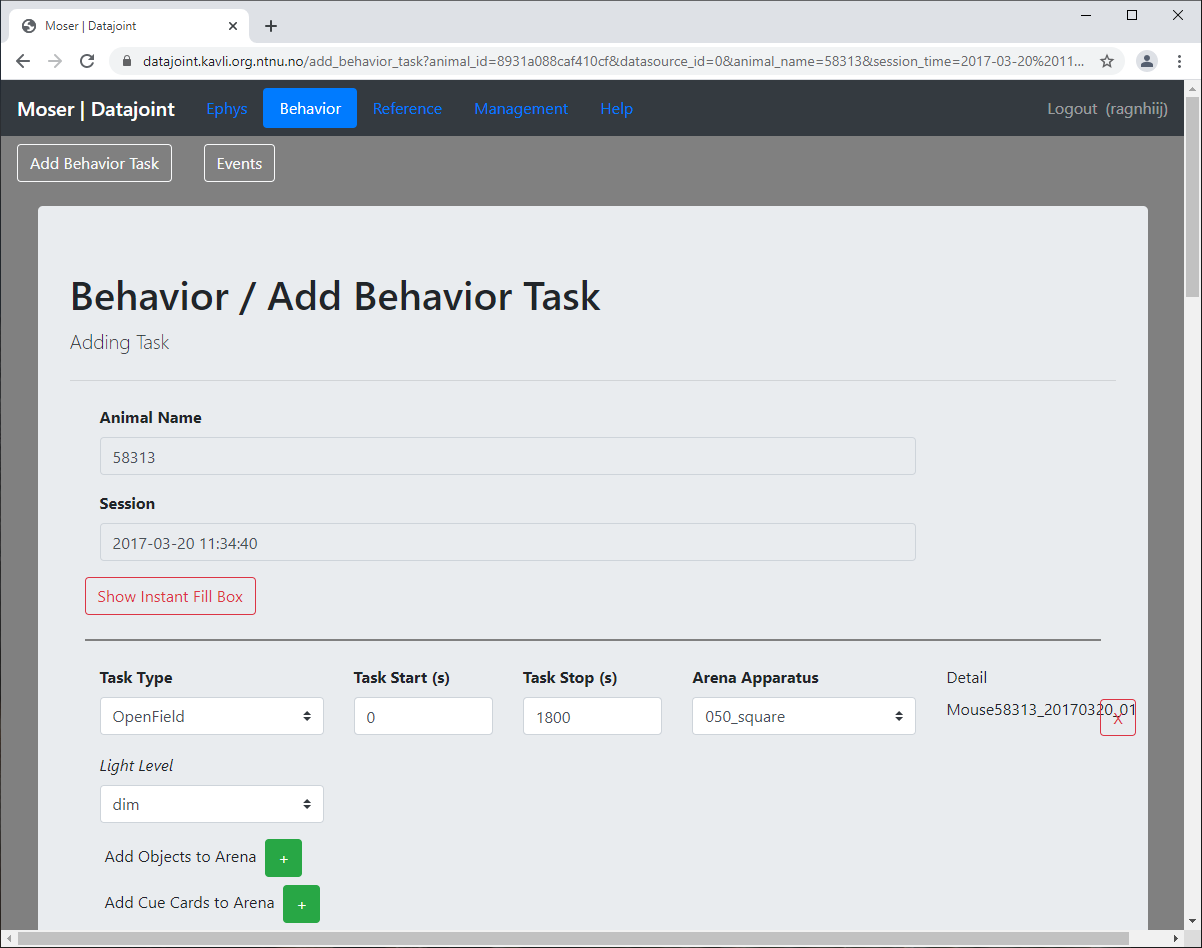 Moser | Datajoint
datajoint.kavli.org.ntnu.no/add_behavior_task?animal_id=8931a088caf410cf&datasource_id=0&animal_name=58313&session_time=2017-03-20%2011...
Moser | Datajoint Ephys Behavior Reference Management Help Logout (ragnhiij)
Add Behavior Task Events
Behavior / Add Behavior Task
Adding Task
Animal Name
58313
Session
2017-03-20 11:34:40
Show Instant Fill Box
Task Type Task Start (s) Task Stop (s) Arena Apparatus Detail
OpenField 0 1800 050_square Mouse58313_20170320_01 X
Light Level
dim
Add Objects to Arena +
Add Cue Cards to Arena +